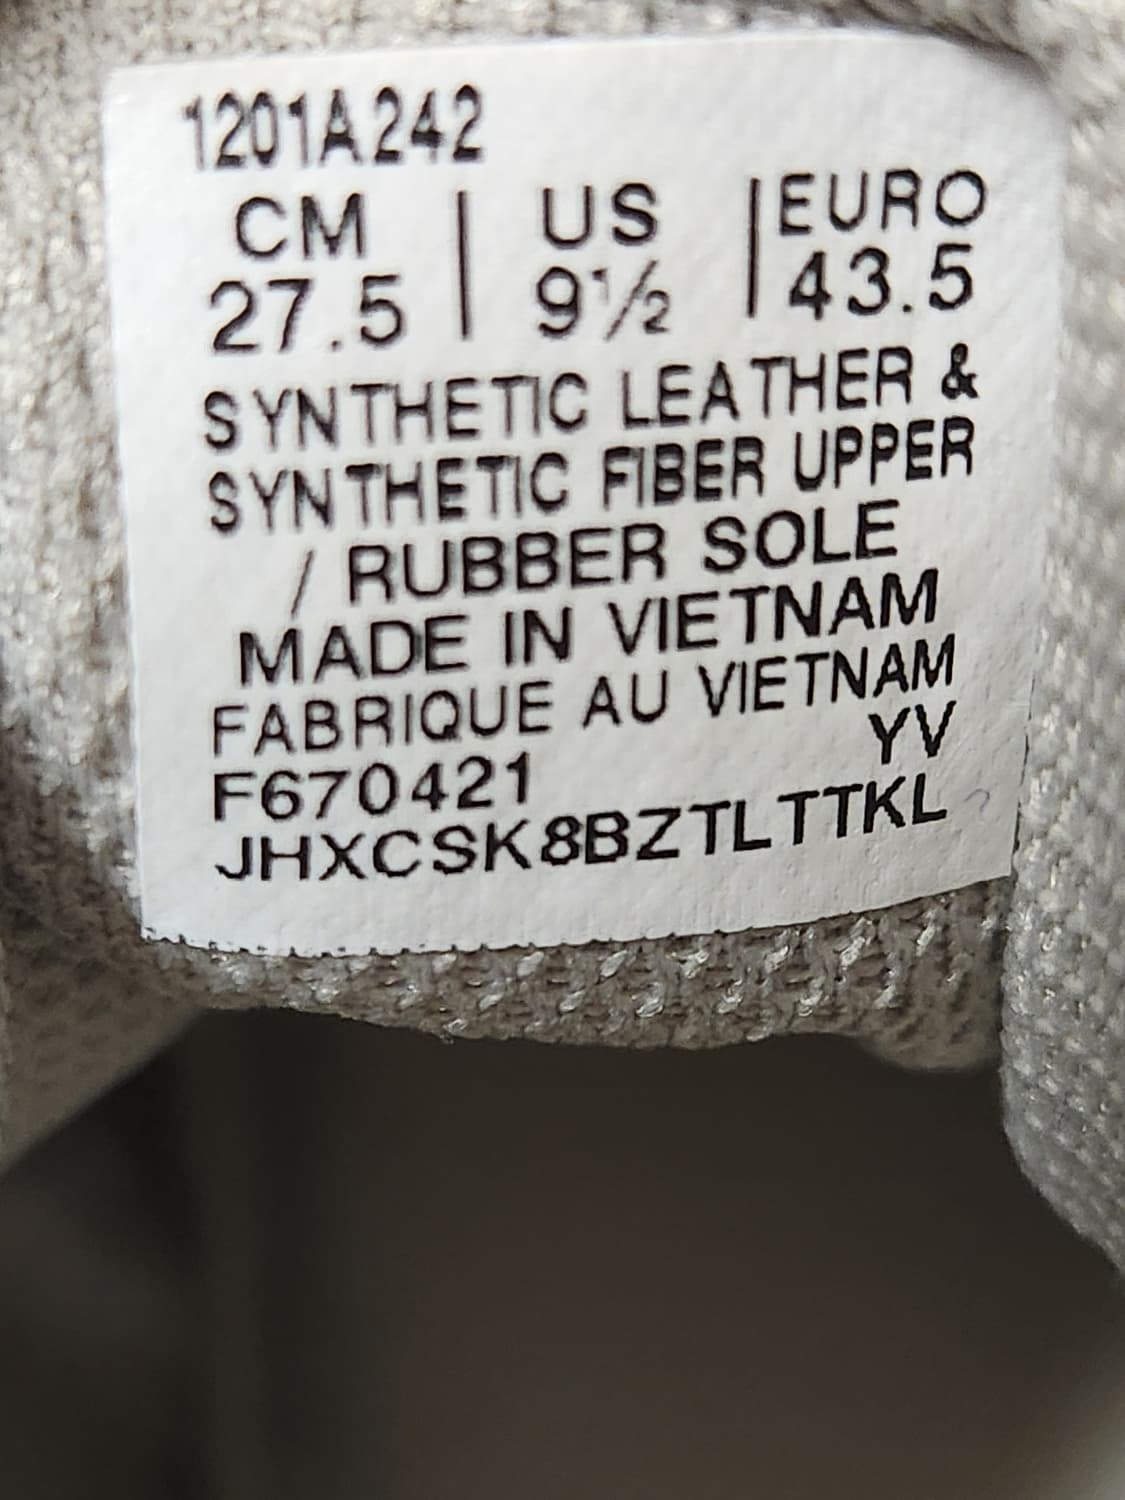 1201A242
CM | US | EURO
27.5 | 9½ | 43.5
SYNTHETIC LEATHER &
SYNTHETIC FIBER UPPER
/ RUBBER SOLE
MADE IN VIETNAM
FABRIQUE AU VIETNAM
YV
F670421
JHXCSK8BZTLTTKL